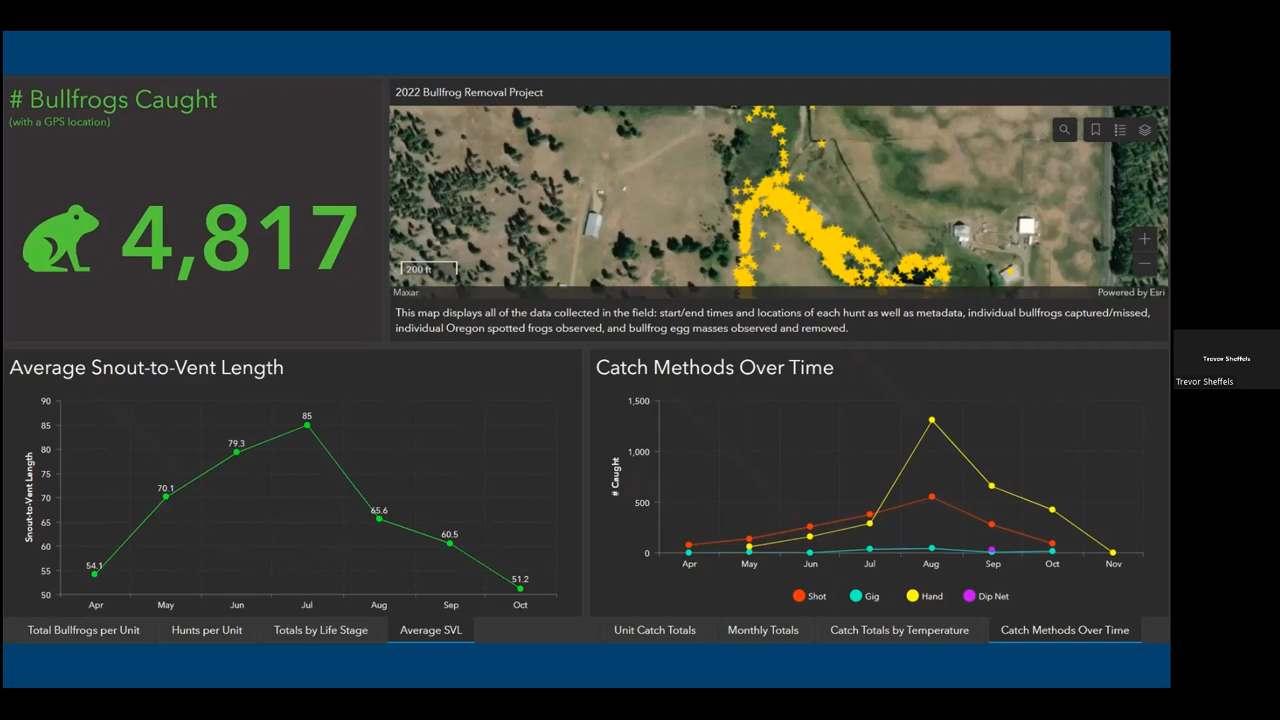 # Bullfrogs Caught
(with a GPS location)
4,817
2022 Bullfrog Removal Project
200 ft
Maxar
Powered by Esri
This map displays all of the data collected in the field: start/end times and locations of each hunt as well as metadata, individual bullfrogs captured/missed,
individual Oregon spotted frogs observed, and bullfrog egg masses observed and removed.
Trevor Sheffels
Trevor Sheffels
Average Snout-to-Vent Length
90
85
80
75
70
65
60
55
50
Snout-to-Vent Length
54.1
70.1
79.3
85
65.6
60.5
51.2
Apr May Jun Jul Aug Sep Oct
Total Bullfrogs per Unit Hunts per Unit Totals by Life Stage Average SVL
Catch Methods Over Time
1,500
1,000
500
0
# Caught
Apr May Jun Jul Aug Sep Oct Nov
Shot Gig Hand Dip Net
Unit Catch Totals Monthly Totals Catch Totals by Temperature Catch Methods Over Time